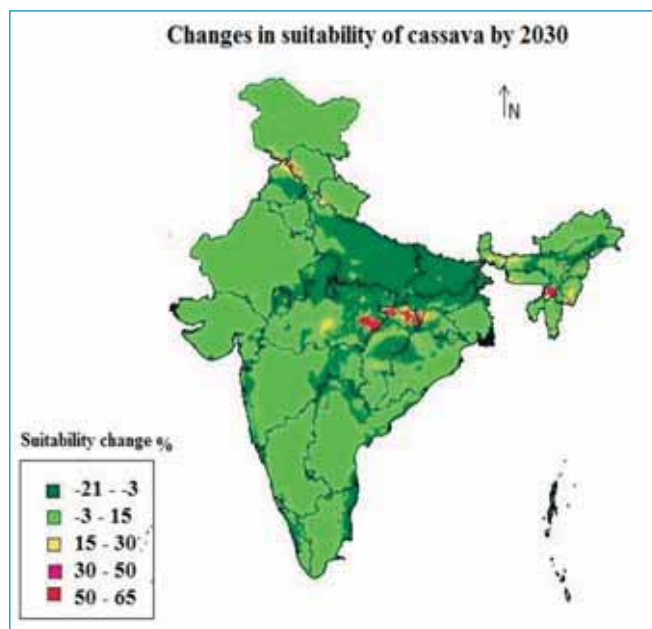 Changes in suitability of cassava by 2030
N
Suitability change %
-21 - -3
-3 - 15
15 - 30
30 - 50
50 - 65